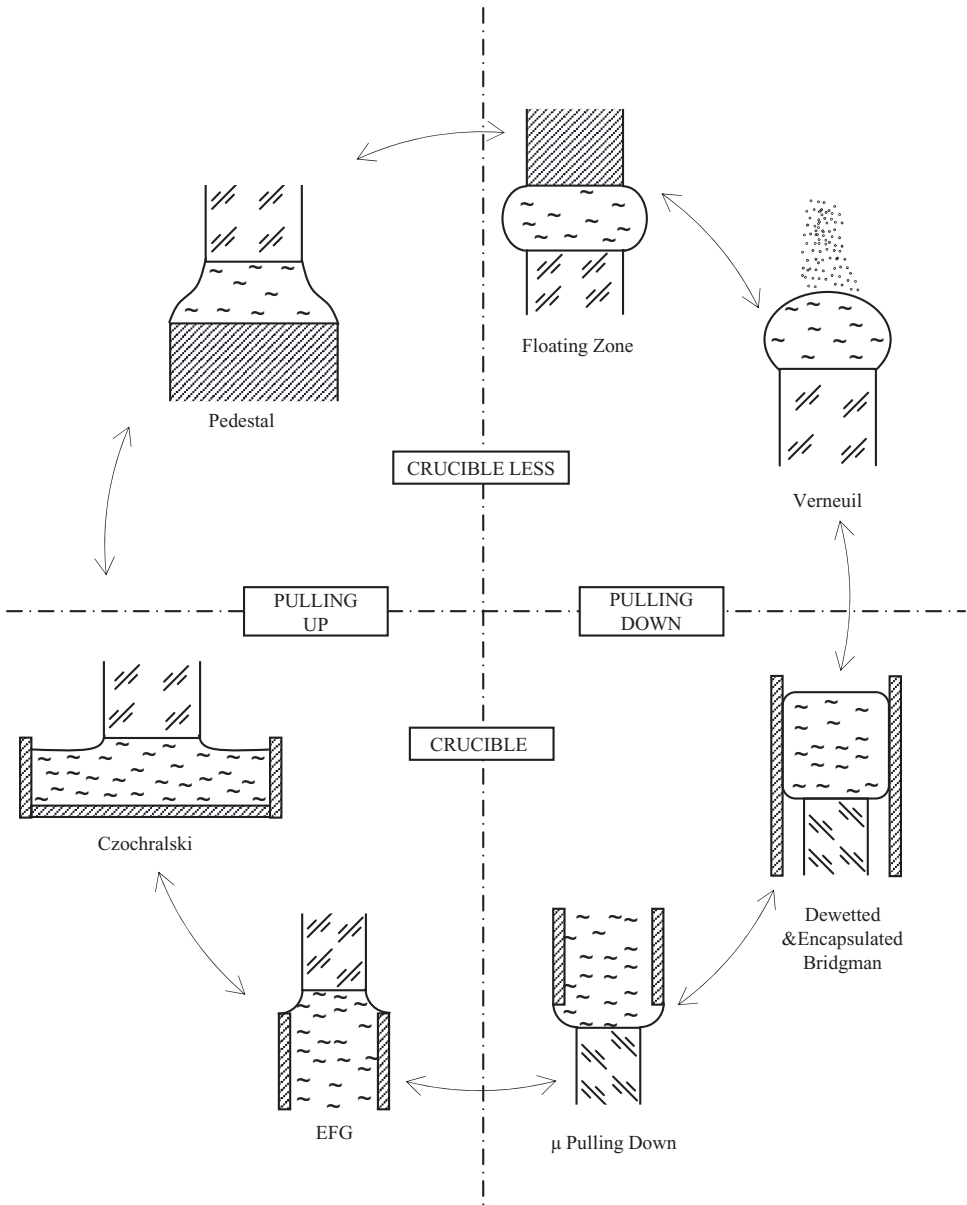 Floating Zone
Pedestal
CRUCIBLE LESS
Verneuil
PULLING
UP
PULLING
DOWN
CRUCIBLE
Czochralski
Dewetted
&Encapsulated
Bridgman
EFG
μ Pulling Down